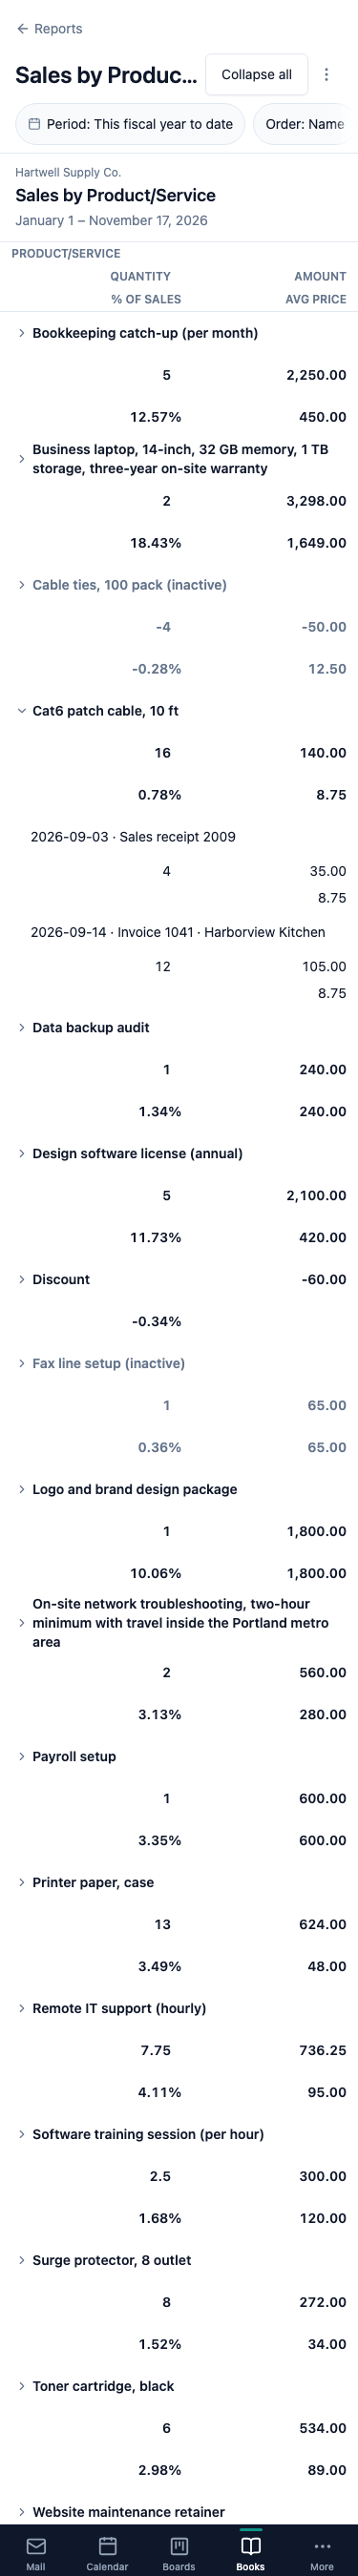 Reports
Sales by Produc...
Collapse all
Period: This fiscal year to date
Order: Name
Hartwell Supply Co.
Sales by Product/Service
January 1 – November 17, 2026
PRODUCT/SERVICE
QUANTITY AMOUNT
% OF SALES AVG PRICE
Bookkeeping catch-up (per month)
5 2,250.00
12.57% 450.00
Business laptop, 14-inch, 32 GB memory, 1 TB
storage, three-year on-site warranty
2 3,298.00
18.43% 1,649.00
Cable ties, 100 pack (inactive)
-4 -50.00
-0.28% 12.50
Cat6 patch cable, 10 ft
16 140.00
0.78% 8.75
2026-09-03 · Sales receipt 2009
4 35.00
8.75
2026-09-14 · Invoice 1041 · Harborview Kitchen
12 105.00
8.75
Data backup audit
1 240.00
1.34% 240.00
Design software license (annual)
5 2,100.00
11.73% 420.00
Discount -60.00
-0.34%
Fax line setup (inactive)
1 65.00
0.36% 65.00
Logo and brand design package
1 1,800.00
10.06% 1,800.00
On-site network troubleshooting, two-hour
minimum with travel inside the Portland metro
area
2 560.00
3.13% 280.00
Payroll setup
1 600.00
3.35% 600.00
Printer paper, case
13 624.00
3.49% 48.00
Remote IT support (hourly)
7.75 736.25
4.11% 95.00
Software training session (per hour)
2.5 300.00
1.68% 120.00
Surge protector, 8 outlet
8 272.00
1.52% 34.00
Toner cartridge, black
6 534.00
2.98% 89.00
Website maintenance retainer
Mail Calendar Boards Books More